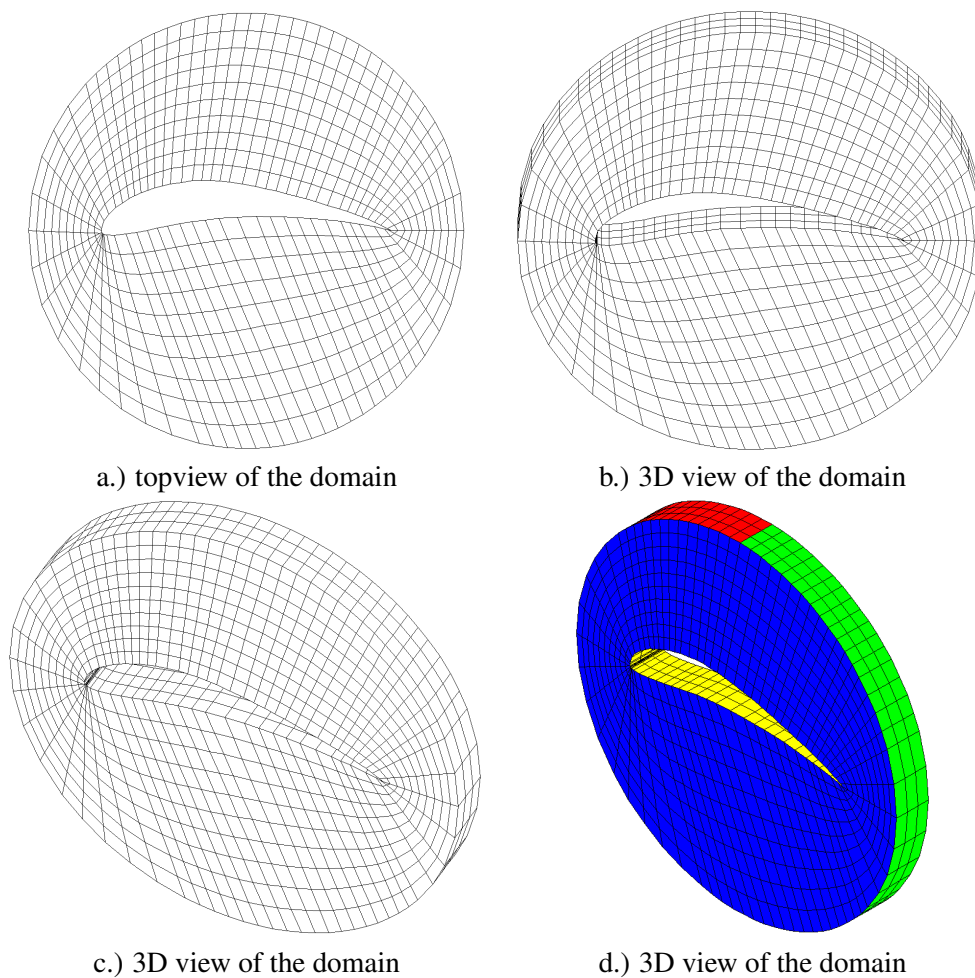 a.) topview of the domain
b.) 3D view of the domain
c.) 3D view of the domain
d.) 3D view of the domain